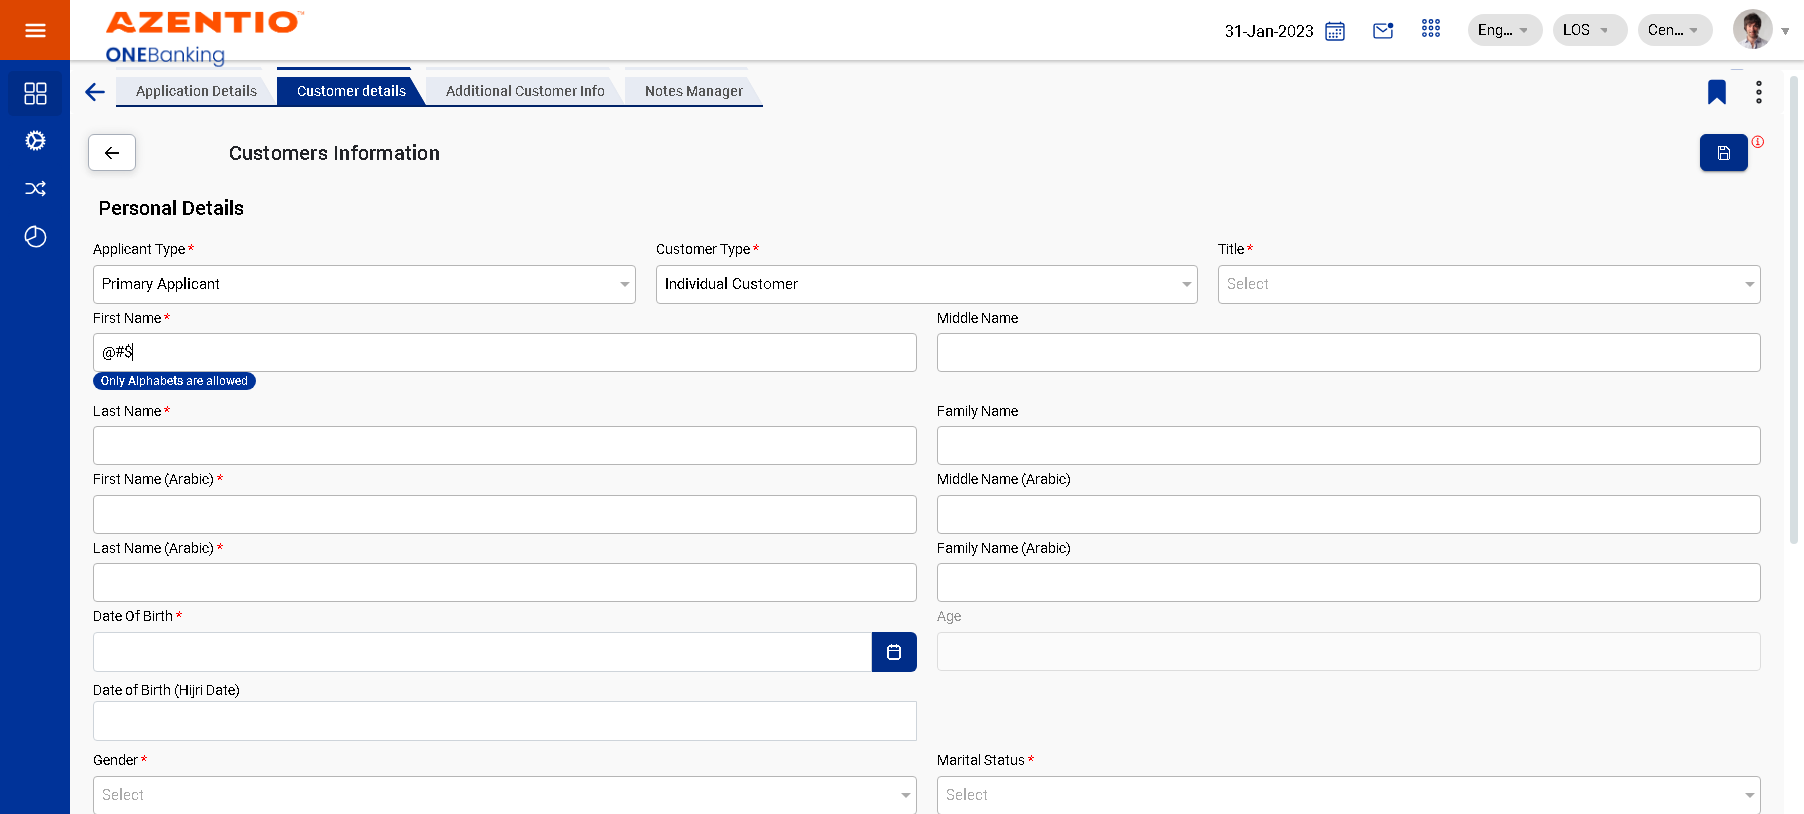 AZENTIO™
ONEBanking
31-Jan-2023
Eng...
LOS
Cen...
Application Details
Customer details
Additional Customer Info
Notes Manager
Customers Information
Personal Details
Applicant Type *
Customer Type *
Title *
Primary Applicant
Individual Customer
Select
First Name *
Middle Name
@#$
Only Alphabets are allowed
Last Name *
Family Name
First Name (Arabic) *
Middle Name (Arabic)
Last Name (Arabic) *
Family Name (Arabic)
Date Of Birth *
Age
Date of Birth (Hijri Date)
Gender *
Marital Status *
Select
Select